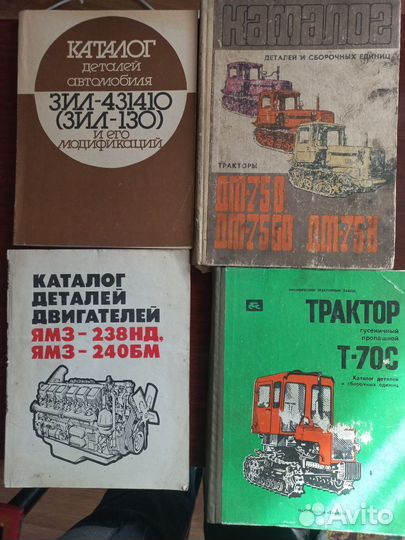 КАТАЛОГ
деталей
автомобиля
ЗИЛ-431410
(ЗИЛ-130)
и его
модификаций
каталог
ДЕТАЛЕЙ И СБОРОЧНЫХ ЕДИНИЦ
ТРАКТОРЫ
ДТ-75Д
ДТ-75БВ ДТ-75В
КАТАЛОГ
ДЕТАЛЕЙ
ДВИГАТЕЛЕЙ
ЯМЗ-238НД,
ЯМЗ-240БМ
ТРАКТОР
гусеничный
пропашной
Т-70С
Каталог деталей
и сборочных единиц
Avito